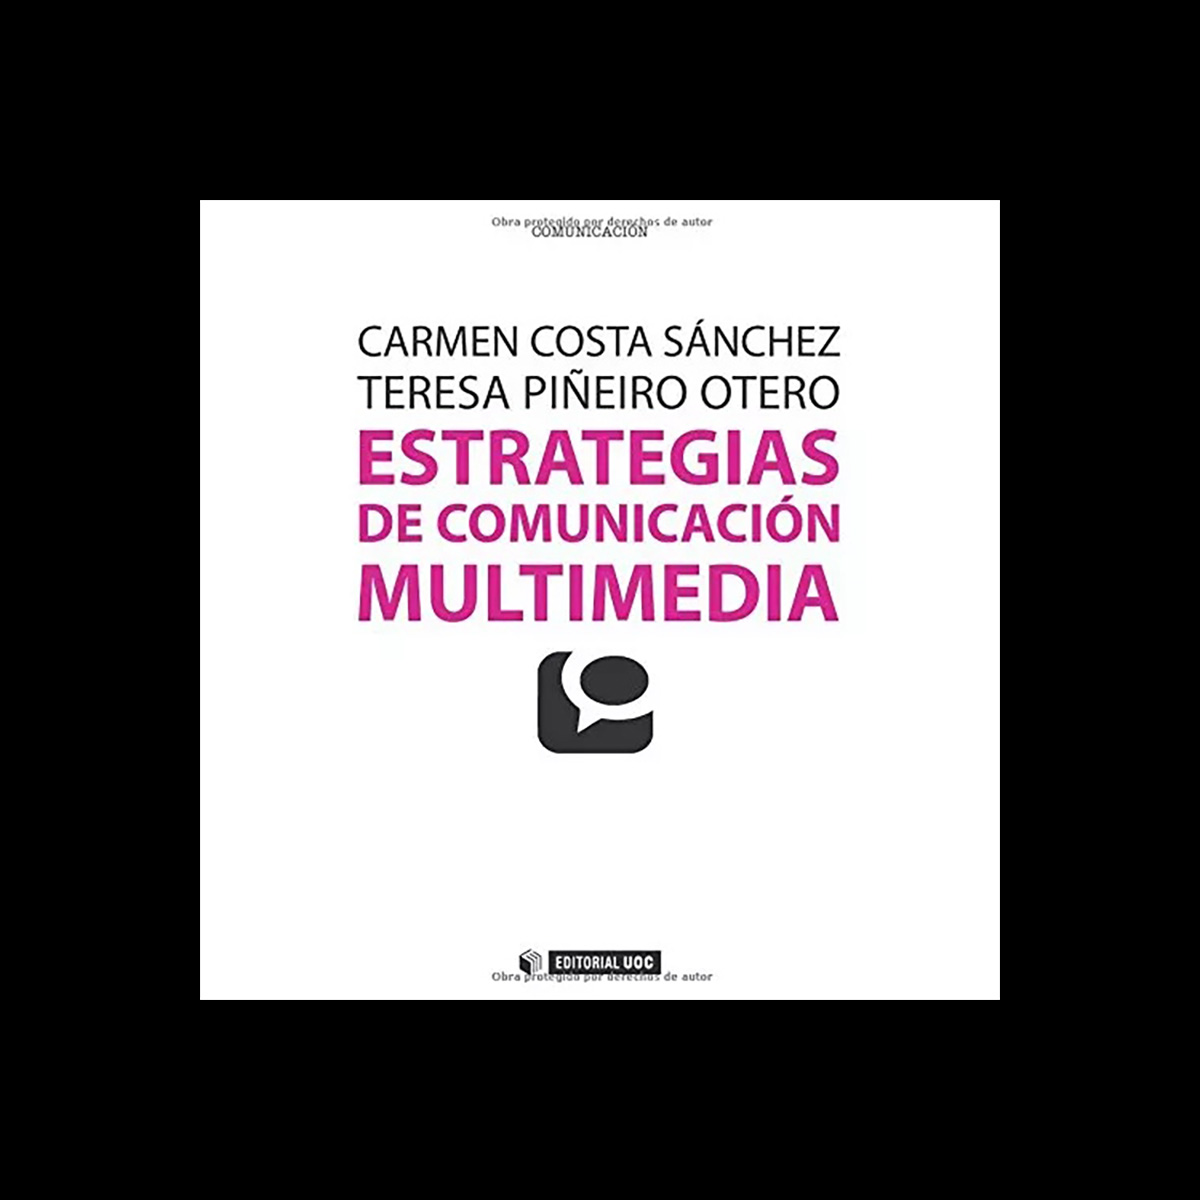 Obra protegida por derechos de autor
COMUNICACIÓN
CARMEN COSTA SÁNCHEZ
TERESA PIÑEIRO OTERO
ESTRATEGIAS
DE COMUNICACIÓN
MULTIMEDIA
EDITORIAL UOC
Obra protegida por derechos de autor